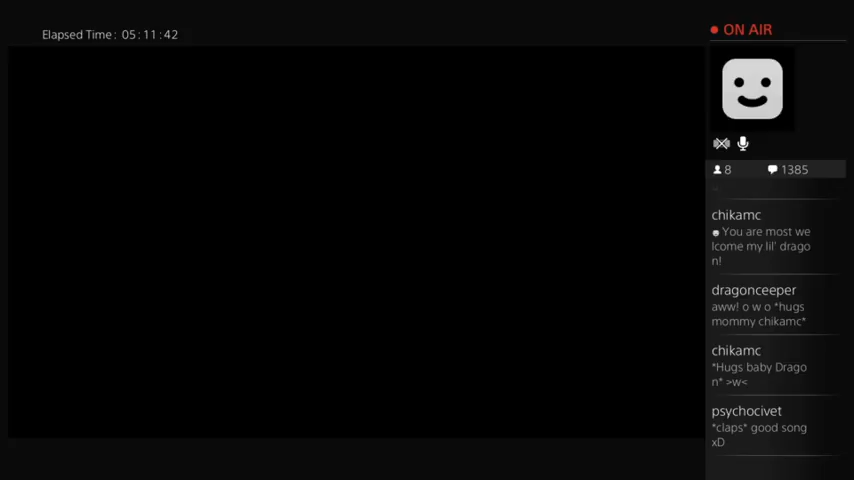 Elapsed Time: 05:11:42
ON AIR
8 1385
chikamc
You are most we
lcome my lil' drago
n!
dragonceeper
aww! o w o *hugs
mommy chikamc*
chikamc
*Hugs baby Drago
n* >w<
psychocivet
*claps* good song
xD